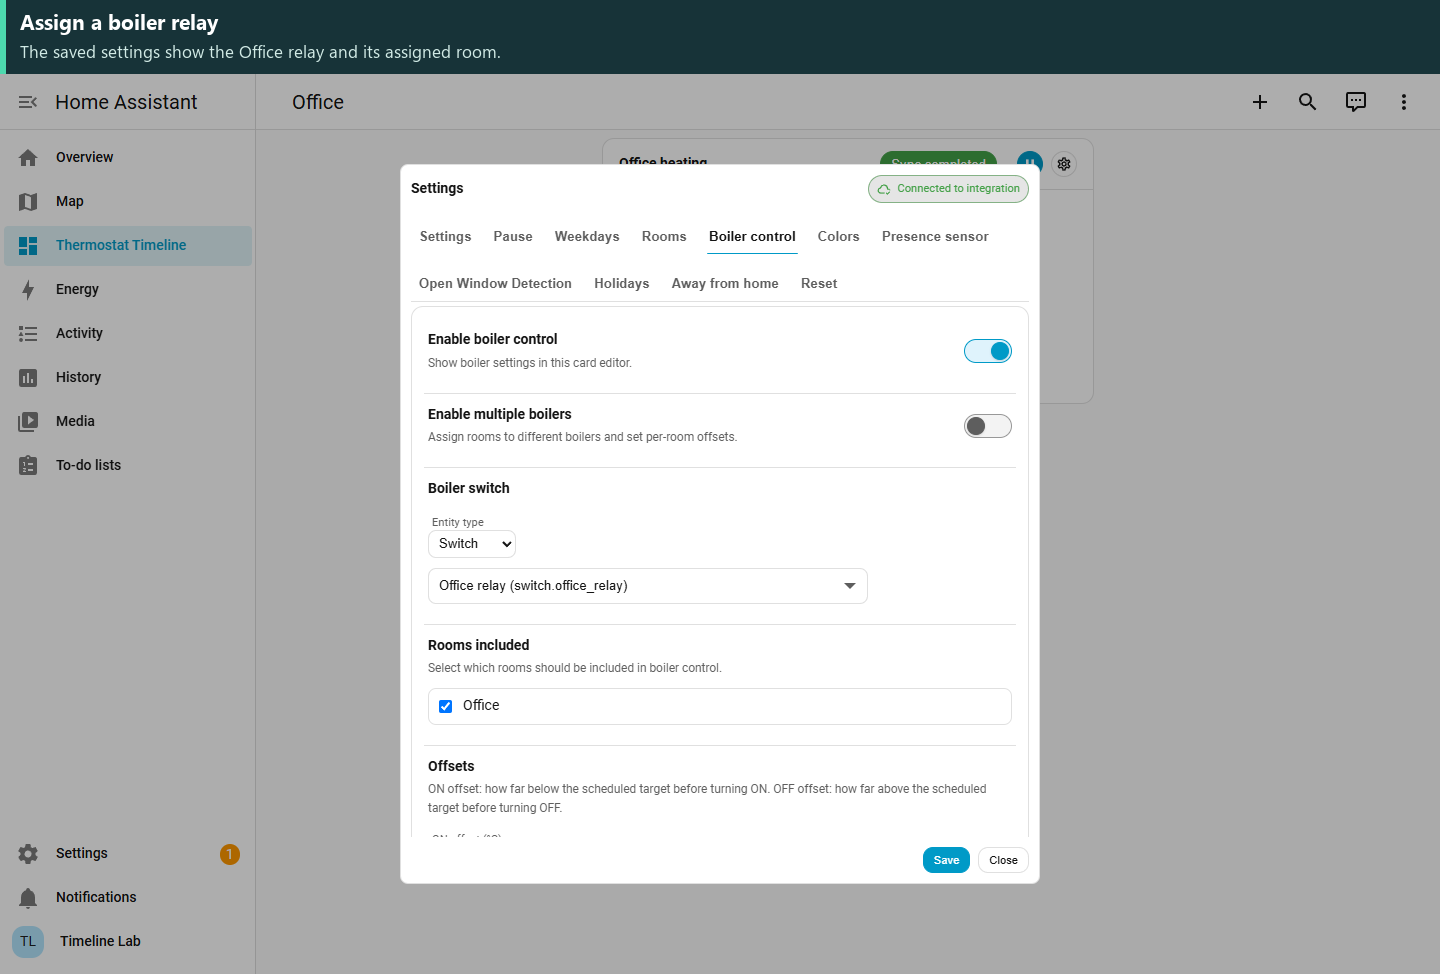 Assign a boiler relay
The saved settings show the Office relay and its assigned room.
Home Assistant
Office
Overview
Map
Thermostat Timeline
Energy
Activity
History
Media
To-do lists
Settings
1
Notifications
TL
Timeline Lab
Office heating
Sync completed
Settings
Connected to integration
Settings
Pause
Weekdays
Rooms
Boiler control
Colors
Presence sensor
Open Window Detection
Holidays
Away from home
Reset
Enable boiler control
Show boiler settings in this card editor.
Enable multiple boilers
Assign rooms to different boilers and set per-room offsets.
Boiler switch
Entity type
Switch
Office relay (switch.office_relay)
Rooms included
Select which rooms should be included in boiler control.
Office
Offsets
ON offset: how far below the scheduled target before turning ON. OFF offset: how far above the scheduled
target before turning OFF.
ON offset (°C)
Save
Close